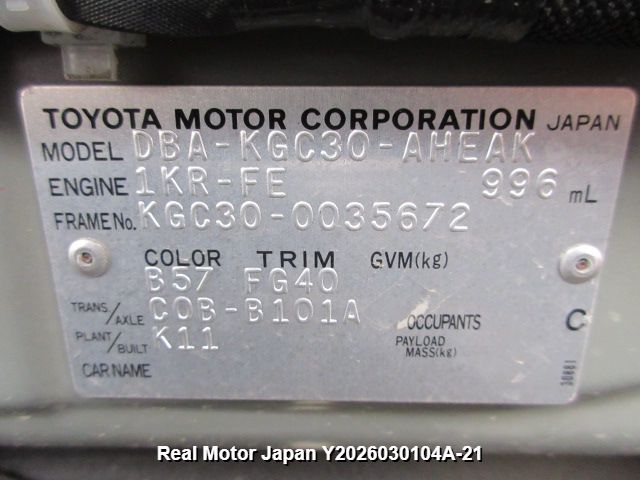 TOYOTA MOTOR CORPORATION JAPAN
MODEL DBA-KGC30-AHEAK
ENGINE 1KR-FE 996 mL
FRAME No. KGC30-0035672
COLOR TRIM GVM(kg)
B57 FG40
TRANS/AXLE COB-B101A OCCUPANTS C
PLANT/BUILT K11 PAYLOAD MASS(kg)
CAR NAME
30881
Real Motor Japan Y2026030104A-21